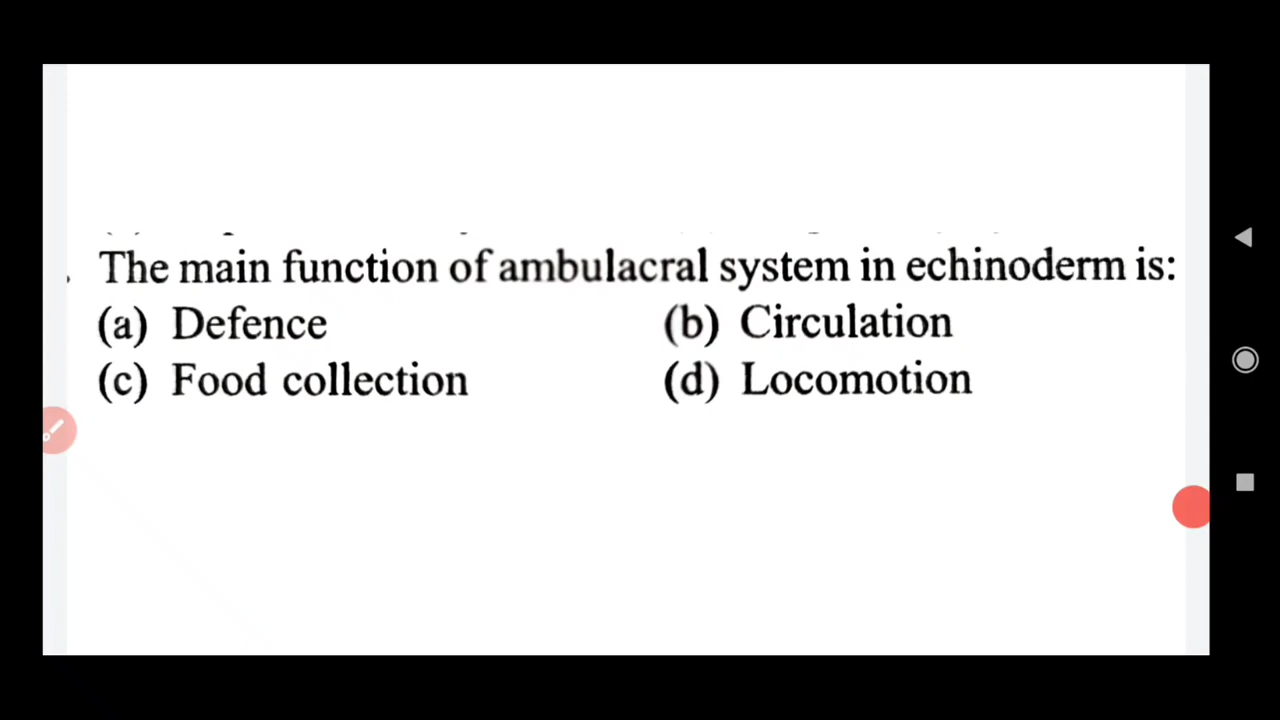 . The main function of ambulacral system in echinoderm is:
(a) Defence (b) Circulation
(c) Food collection (d) Locomotion